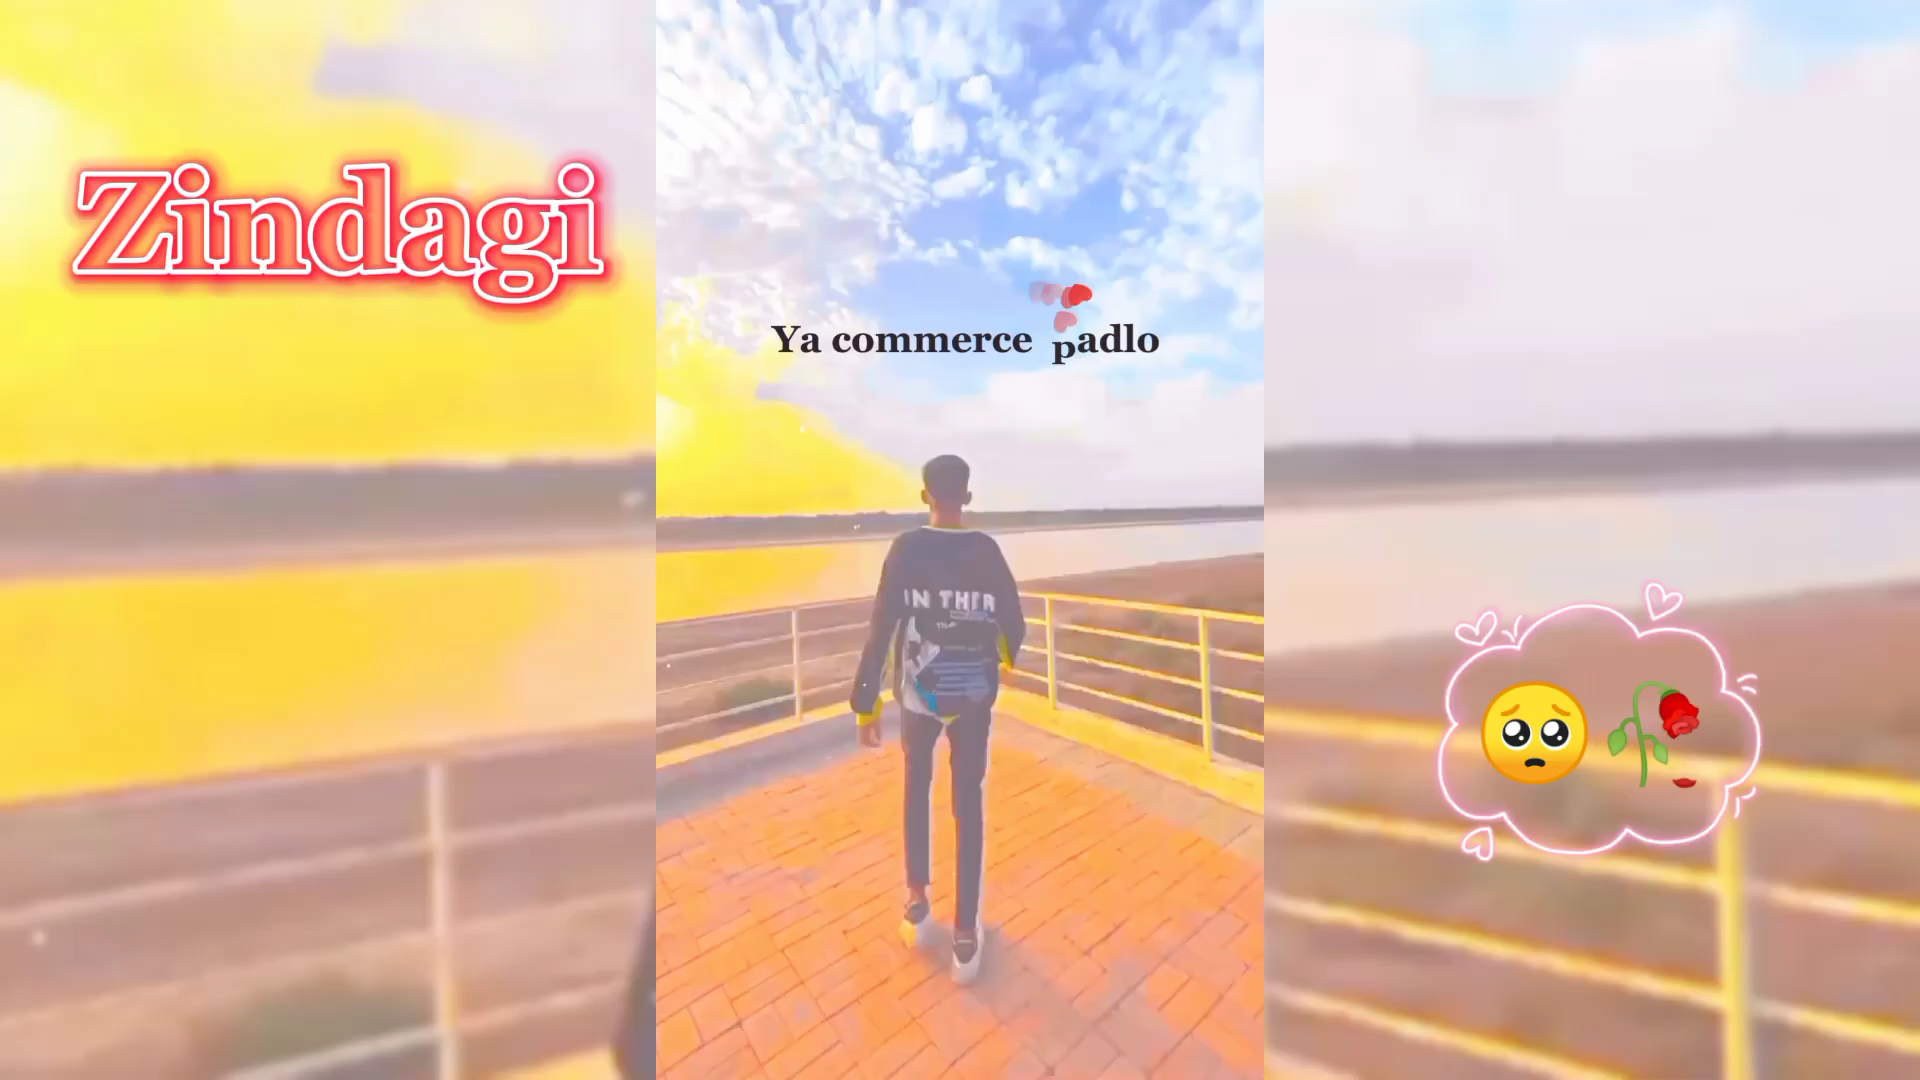 Zindagi
Ya commerce padlo
IN THER